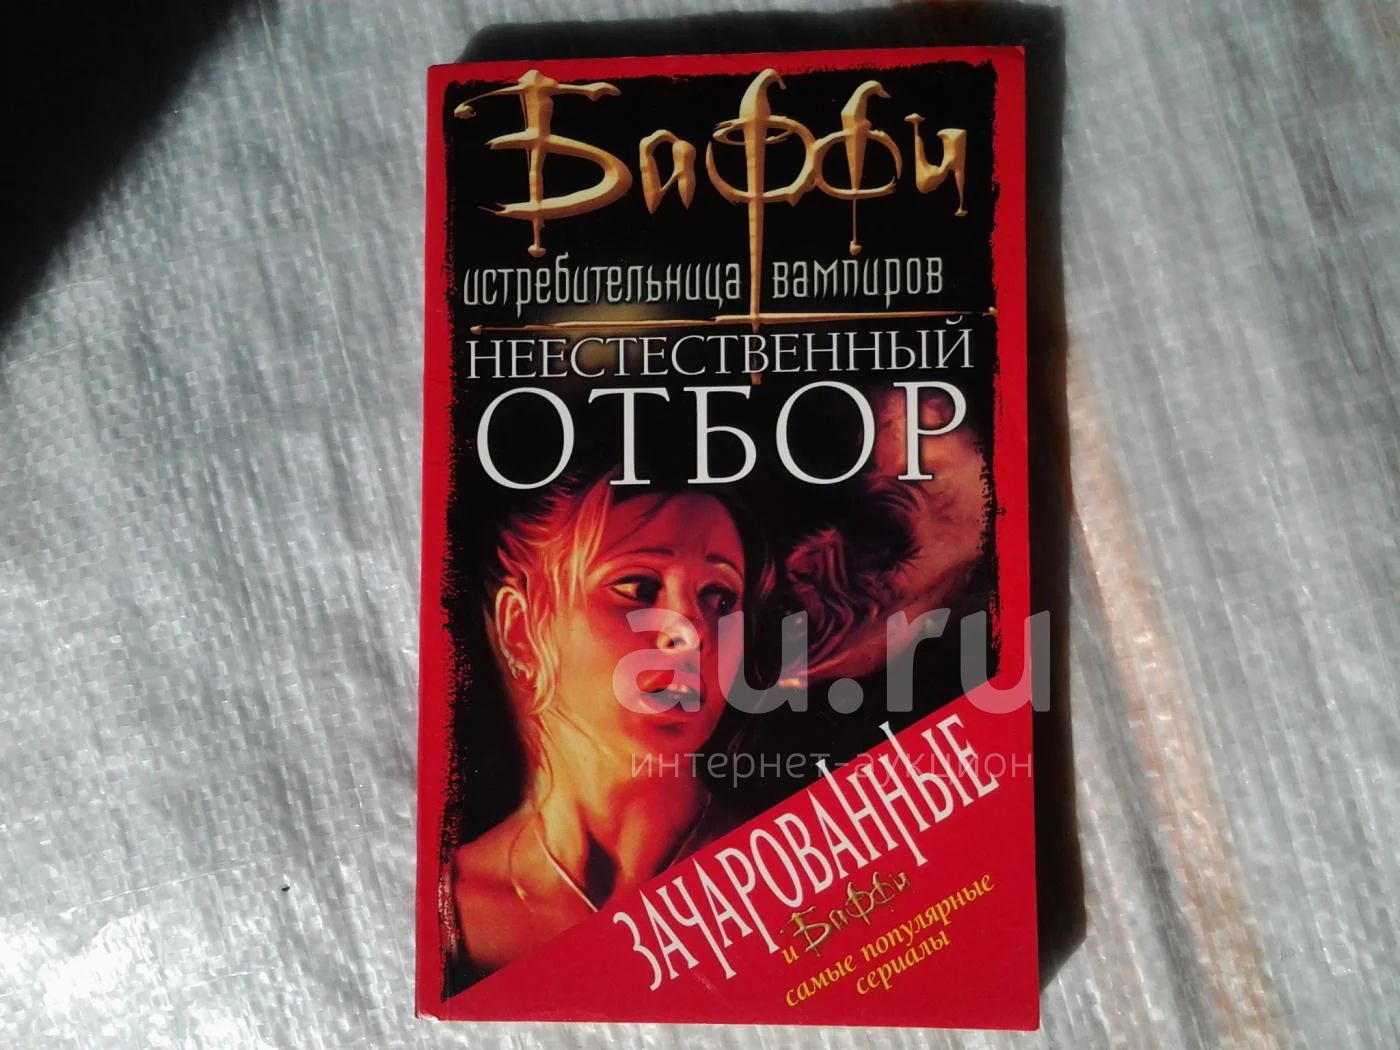 Баффи
истребительница вампиров
НЕЕСТЕСТВЕННЫЙ
ОТБОР
au.ru
интернет-аукцион
ЗАЧАРОВАННЫЕ
и Баффи
самые популярные
сериалы